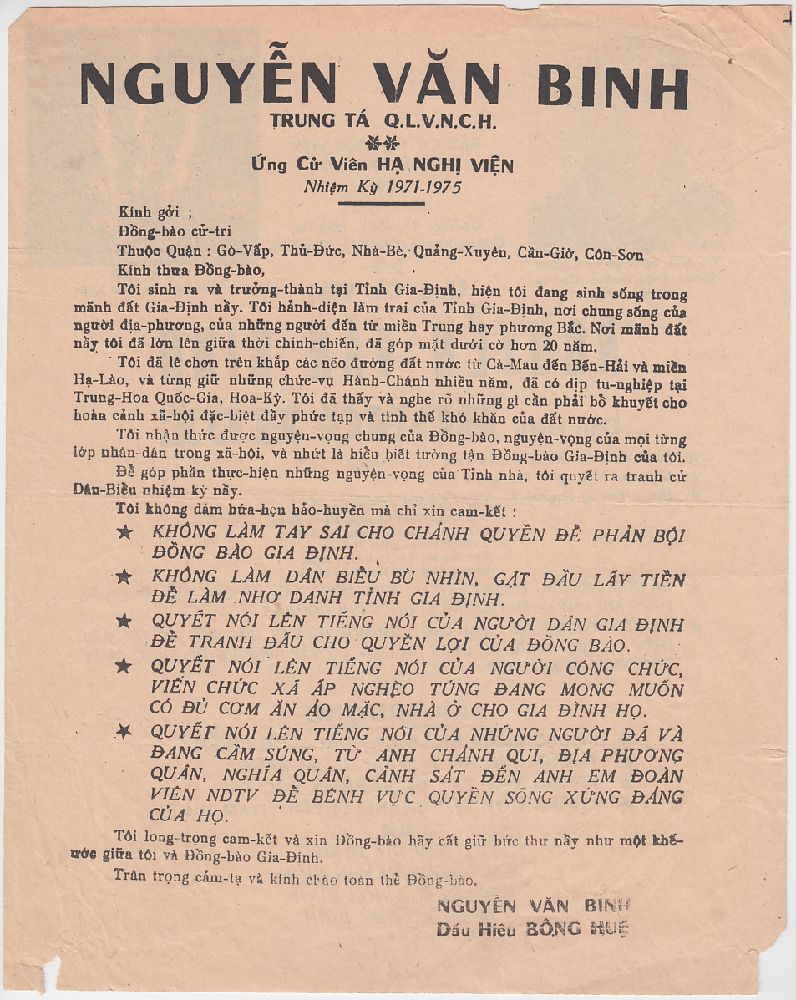 NGUYỄN VĂN BINH
TRUNG TÁ Q.L.V.N.C.H.
Ứng Cử Viên HẠ NGHỊ VIỆN
Nhiệm Kỳ 1971-1975
Kính gởi ;
Đồng-bào cử-tri
Thuộc Quận : Gò-Vấp, Thủ-Đức, Nhà-Bè, Quảng-Xuyên, Cần-Giờ, Côn-Sơn
Kính thưa Đồng-bào,
Tôi sinh ra và trưởng-thành tại Tỉnh Gia-Định, hiện tôi đang sinh sống trong
mãnh đất Gia-Định nầy. Tôi hảnh-diện làm trai của Tỉnh Gia-Định, nơi chung sống của
người địa-phương, của những người đến từ miền Trung hay phương Bắc. Nơi mãnh đất
nầy tôi đã lớn lên giữa thời chinh-chiến, đã góp mặt dưới cờ hơn 20 năm.
Tôi đã lê chơn trên khắp các nẽo đường đất nước từ Cà-Mau đến Bến-Hải và miền
Hạ-Lào, và từng giữ những chức-vụ Hành-Chánh nhiều năm, đã có dịp tu-nghiệp tại
Trung-Hoa Quốc-Gia, Hoa-Kỳ. Tôi đã thấy và nghe rõ những gì cần phải bổ khuyết cho
hoàn cảnh xã-hội đặc-biệt đầy phức tạp và tình thế khó khăn của đất nước.
Tôi nhận thức được nguyện-vọng chung của Đồng-bào, nguyện-vọng của mọi từng
lớp nhân-dân trong xã-hội, và nhứt là hiểu biết tường tận Đồng-bào Gia-Định của tôi.
Để góp phần thực-hiện những nguyện-vọng của Tỉnh nhà, tôi quyết ra tranh cử
Dân-Biểu nhiệm kỳ nầy.
Tôi không dám hứa-hẹn hảo-huyền mà chỉ xin cam-kết :
★ KHÔNG LÀM TAY SAI CHO CHÁNH QUYỀN ĐỂ PHẢN BỘI
ĐỒNG BÀO GIA ĐỊNH.
★ KHÔNG LÀM DÂN BIỂU BÙ NHÌN, GẬT ĐẦU LẤY TIỀN
ĐỂ LÀM NHƠ DANH TỈNH GIA ĐỊNH.
★ QUYẾT NÓI LÊN TIẾNG NÓI CỦA NGƯỜI DÂN GIA ĐỊNH
ĐỂ TRANH ĐẤU CHO QUYỀN LỢI CỦA ĐỒNG BÀO.
★ QUYẾT NÓI LÊN TIẾNG NÓI CỦA NGƯỜI CÔNG CHỨC,
VIÊN CHỨC XÃ ẤP NGHÈO TÚNG ĐANG MONG MUỐN
CÓ ĐỦ CƠM ĂN ÁO MẶC, NHÀ Ở CHO GIA ĐÌNH HỌ.
★ QUYẾT NÓI LÊN TIẾNG NÓI CỦA NHỮNG NGƯỜI ĐÃ VÀ
ĐANG CẦM SÚNG, TỪ ANH CHÁNH QUI, ĐỊA PHƯƠNG
QUÂN, NGHĨA QUÂN, CẢNH SÁT ĐẾN ANH EM ĐOÀN
VIÊN NDTV ĐỂ BÊNH VỰC QUYỀN SỐNG XỨNG ĐÁNG
CỦA HỌ.
Tôi long-trọng cam-kết và xin Đồng-bào hãy cất giữ bức thư nầy như một khế-
ước giữa tôi và Đồng-bào Gia-Định.
Trân trọng cảm-tạ và kính chào toàn thể Đồng-bào.
NGUYỄN VĂN BINH
Dấu Hiệu BÔNG HUỆ